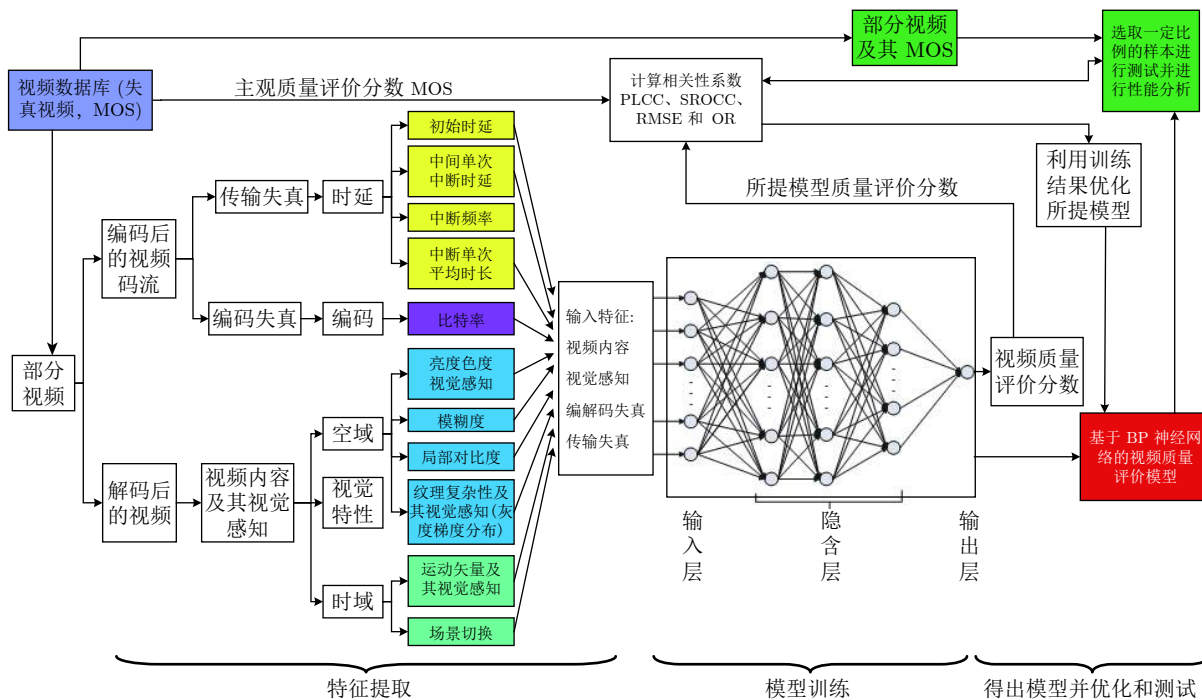 部分视频
及其 MOS
选取一定比
例的样本进
行测试并进
行性能分析
视频数据库 (失
真视频, MOS)
主观质量评价分数 MOS
计算相关性系数
PLCC、SROCC、
RMSE 和 OR
利用训练
结果优化
所提模型
所提模型质量评价分数
初始时延
中间单次
中断时延
中断频率
中断单次
平均时长
传输失真
时延
编码后
的视频
码流
编码失真
编码
比特率
部分
视频
亮度色度
视觉感知
模糊度
局部对比度
纹理复杂性及
其视觉感知(灰
度梯度分布)
空域
视觉
特性
解码后
的视频
视频内容
及其视觉
感知
时域
运动矢量及
其视觉感知
场景切换
输入特征:
视频内容
视觉感知
编解码失真
传输失真
视频质量
评价分数
基于 BP 神经网
络的视频质量
评价模型
输入层
隐含层
输出层
特征提取
模型训练
得出模型并优化和测试